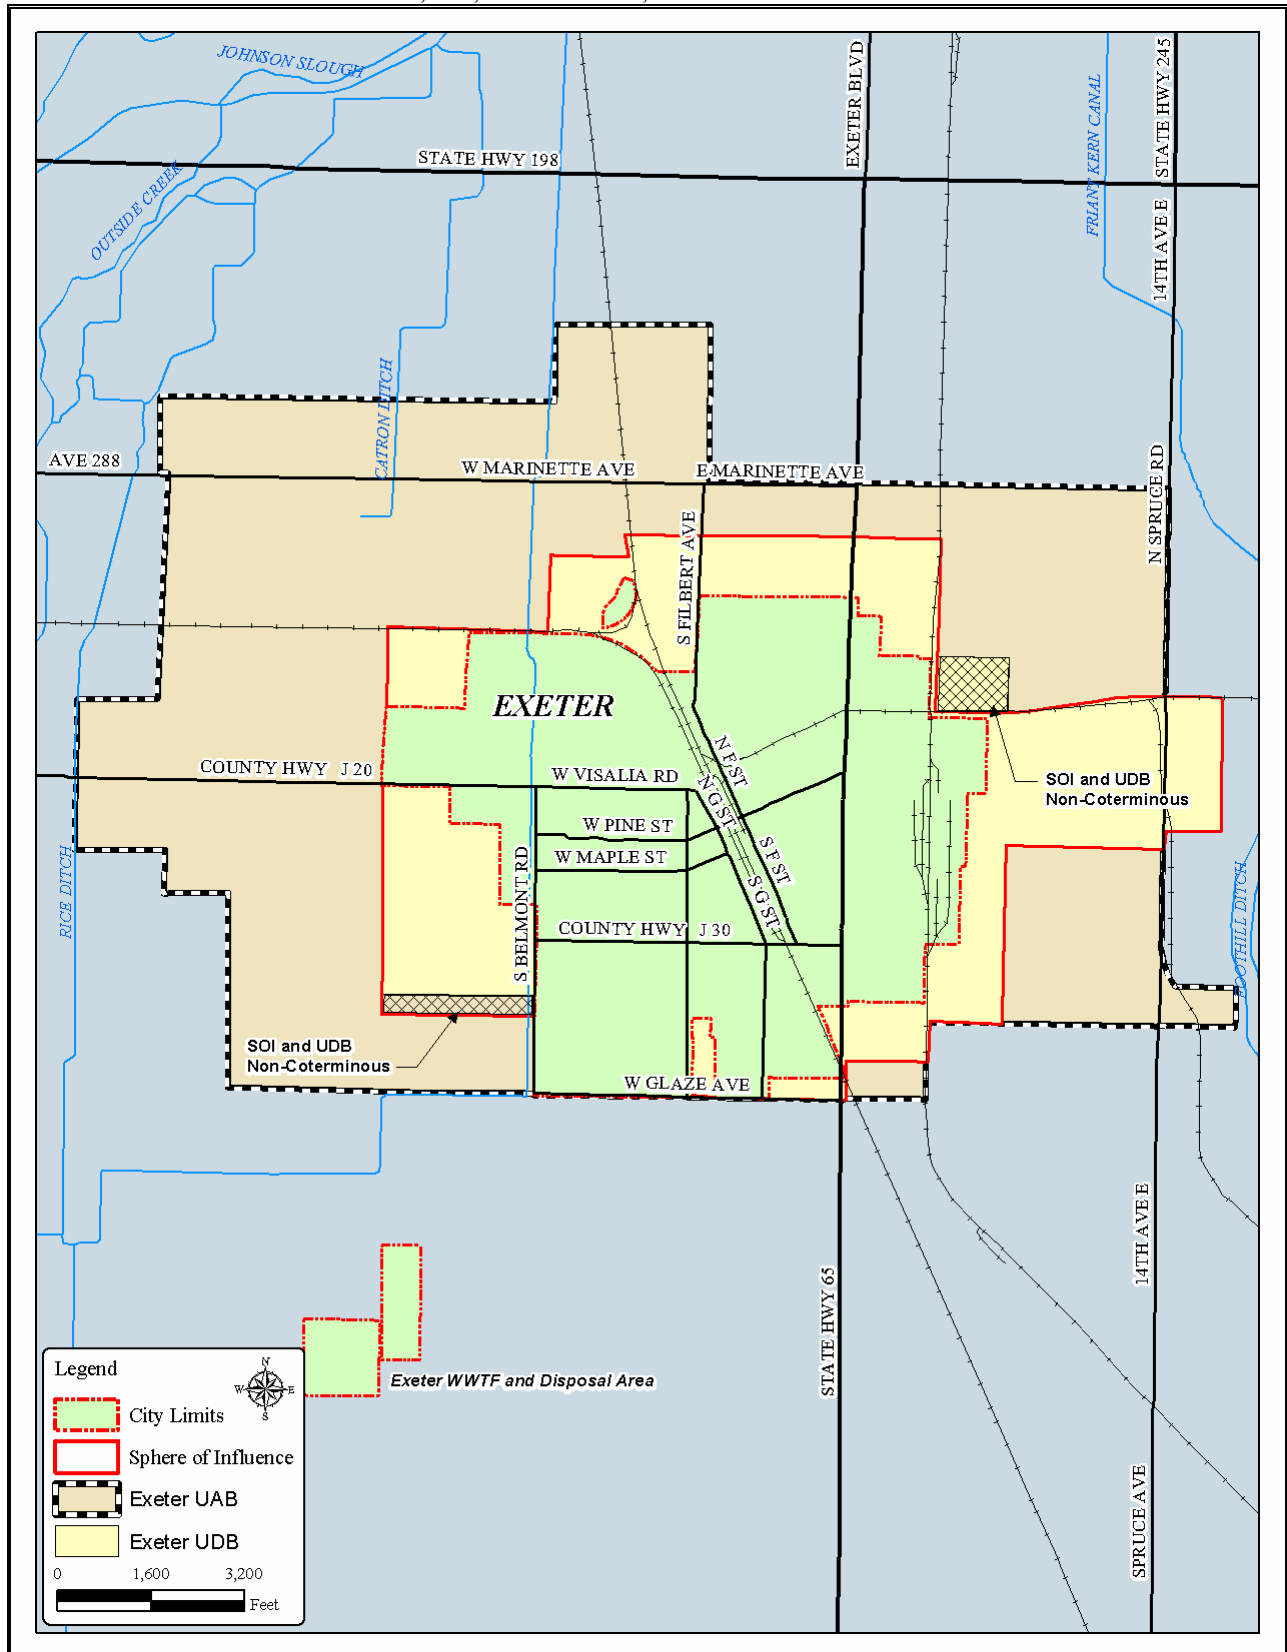 JOHNSON SLOUGH
EXETER BLVD
STATE HWY 245
FRIANT KERN CANAL
STATE HWY 198
OUTSIDE CREEK
14TH AVE E
CATRON DITCH
AVE 288
W MARINETTE AVE
E MARINETTE AVE
N SPRUCE RD
S FILBERT AVE
EXETER
N F ST
COUNTY HWY J 20
W VISALIA RD
N G ST
SOI and UDB
Non-Coterminous
W PINE ST
W MAPLE ST
S F ST
RICE DITCH
S BELMONT RD
S G ST
COUNTY HWY J 30
FOOTHILL DITCH
SOI and UDB
Non-Coterminous
W GLAZE AVE
14TH AVE E
STATE HWY 65
Exeter WWTF and Disposal Area
SPRUCE AVE
Legend
N
W
E
S
City Limits
Sphere of Influence
Exeter UAB
Exeter UDB
0 1,600 3,200
Feet